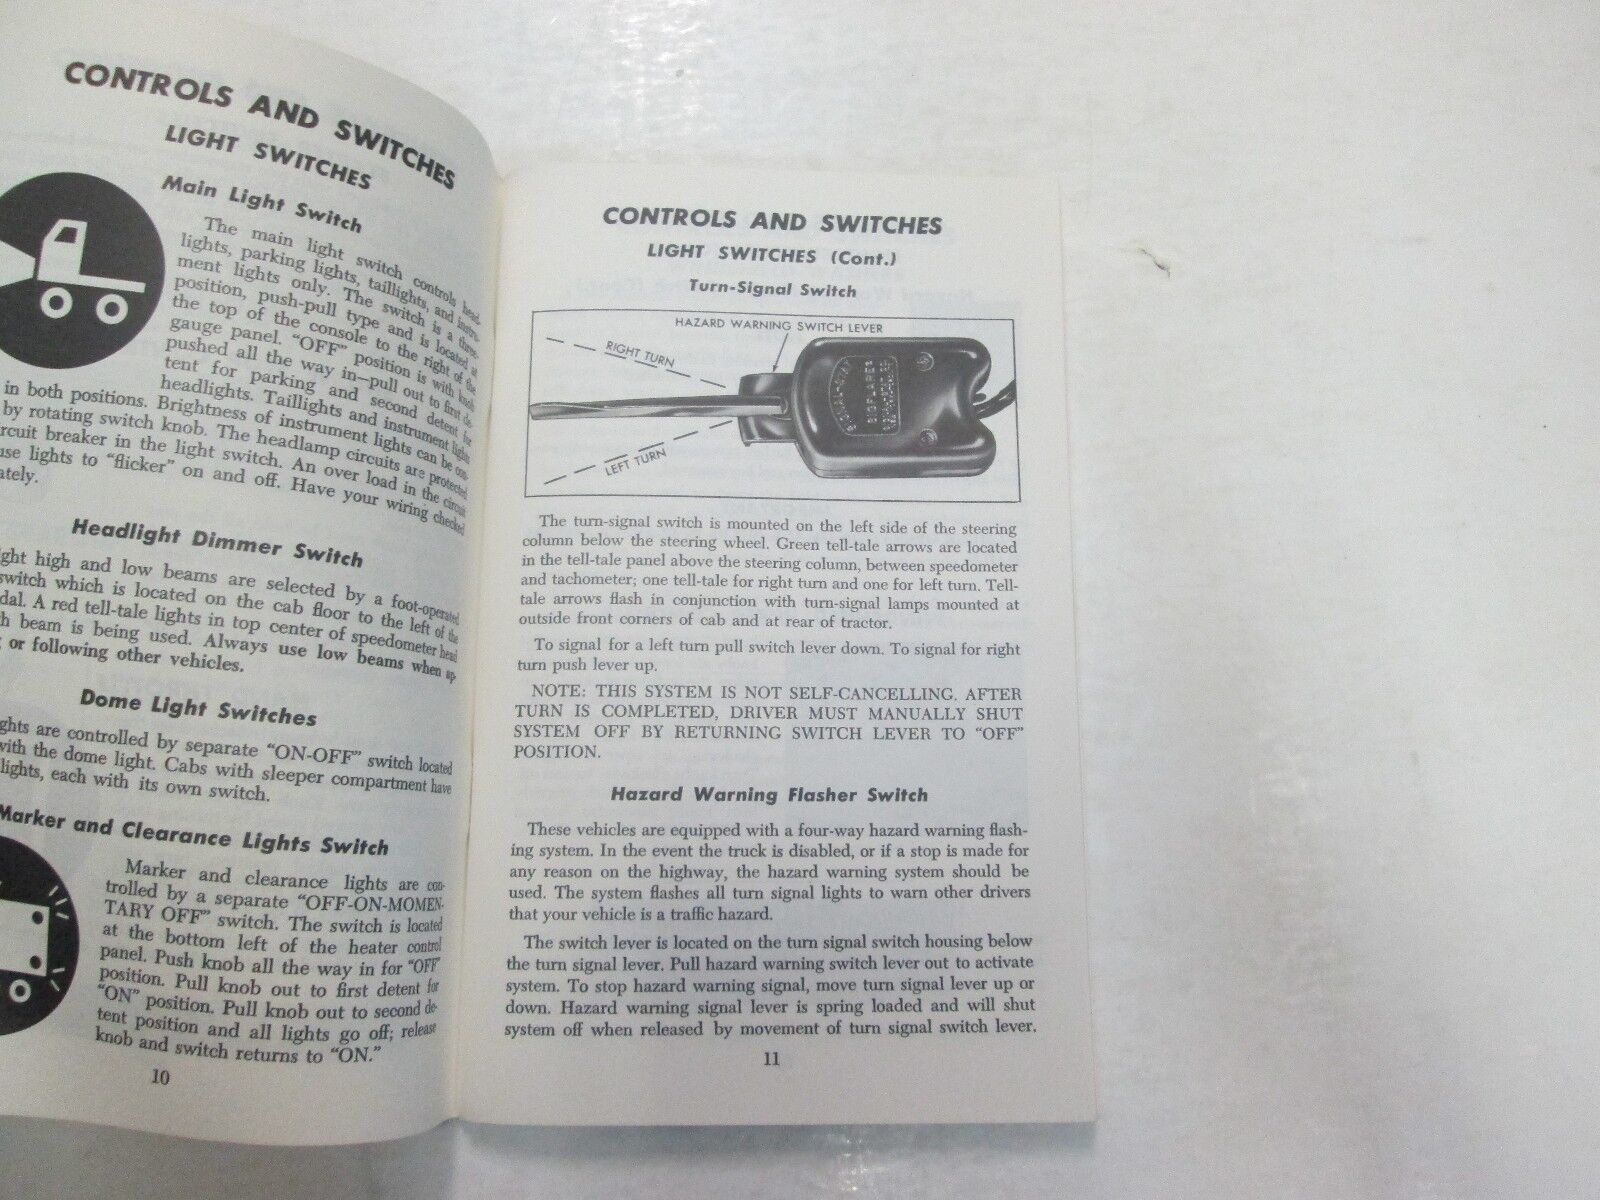 CONTROLS AND SWITCHES
LIGHT SWITCHES
Main Light Switch
The main light switch controls head-
lights, parking lights, taillights, and instru-
ment lights only. The switch is a three-
position, push-pull type and is located at
the top of the console to the right of the
gauge panel. "OFF" position is with knob
pushed all the way in—pull out to first de-
tent for parking and second detent for
headlights. Taillights and instrument lights
in both positions. Brightness of instrument lights can be
by rotating switch knob. The headlamp circuits are protected
circuit breaker in the light switch. An over load in the circuit
lights to "flicker" on and off. Have your wiring checked
Headlight Dimmer Switch
high and low beams are selected by a foot-operated
switch which is located on the cab floor to the left of the
A red tell-tale lights in top center of speedometer head
beam is being used. Always use low beams when ap-
or following other vehicles.
Dome Light Switches
are controlled by separate "ON-OFF" switch located
with the dome light. Cabs with sleeper compartment have
lights, each with its own switch.
Marker and Clearance Lights Switch
Marker and clearance lights are con-
trolled by a separate "OFF-ON-MOMEN-
TARY OFF" switch. The switch is located
at the bottom left of the heater control
panel. Push knob all the way in for "OFF"
position. Pull knob out to first detent for
"ON" position. Pull knob out to second de-
tent position and all lights go off; release
knob and switch returns to "ON."
10
CONTROLS AND SWITCHES
LIGHT SWITCHES (Cont.)
Turn-Signal Switch
HAZARD WARNING SWITCH LEVER
RIGHT TURN
SIGNAL-STAT
SIGFLARE
LEFT TURN
The turn-signal switch is mounted on the left side of the steering
column below the steering wheel. Green tell-tale arrows are located
in the tell-tale panel above the steering column, between speedometer
and tachometer; one tell-tale for right turn and one for left turn. Tell-
tale arrows flash in conjunction with turn-signal lamps mounted at
outside front corners of cab and at rear of tractor.
To signal for a left turn pull switch lever down. To signal for right
turn push lever up.
NOTE: THIS SYSTEM IS NOT SELF-CANCELLING. AFTER
TURN IS COMPLETED, DRIVER MUST MANUALLY SHUT
SYSTEM OFF BY RETURNING SWITCH LEVER TO "OFF"
POSITION.
Hazard Warning Flasher Switch
These vehicles are equipped with a four-way hazard warning flash-
ing system. In the event the truck is disabled, or if a stop is made for
any reason on the highway, the hazard warning system should be
used. The system flashes all turn signal lights to warn other drivers
that your vehicle is a traffic hazard.
The switch lever is located on the turn signal switch housing below
the turn signal lever. Pull hazard warning switch lever out to activate
system. To stop hazard warning signal, move turn signal lever up or
down. Hazard warning signal lever is spring loaded and will shut
system off when released by movement of turn signal switch lever.
11